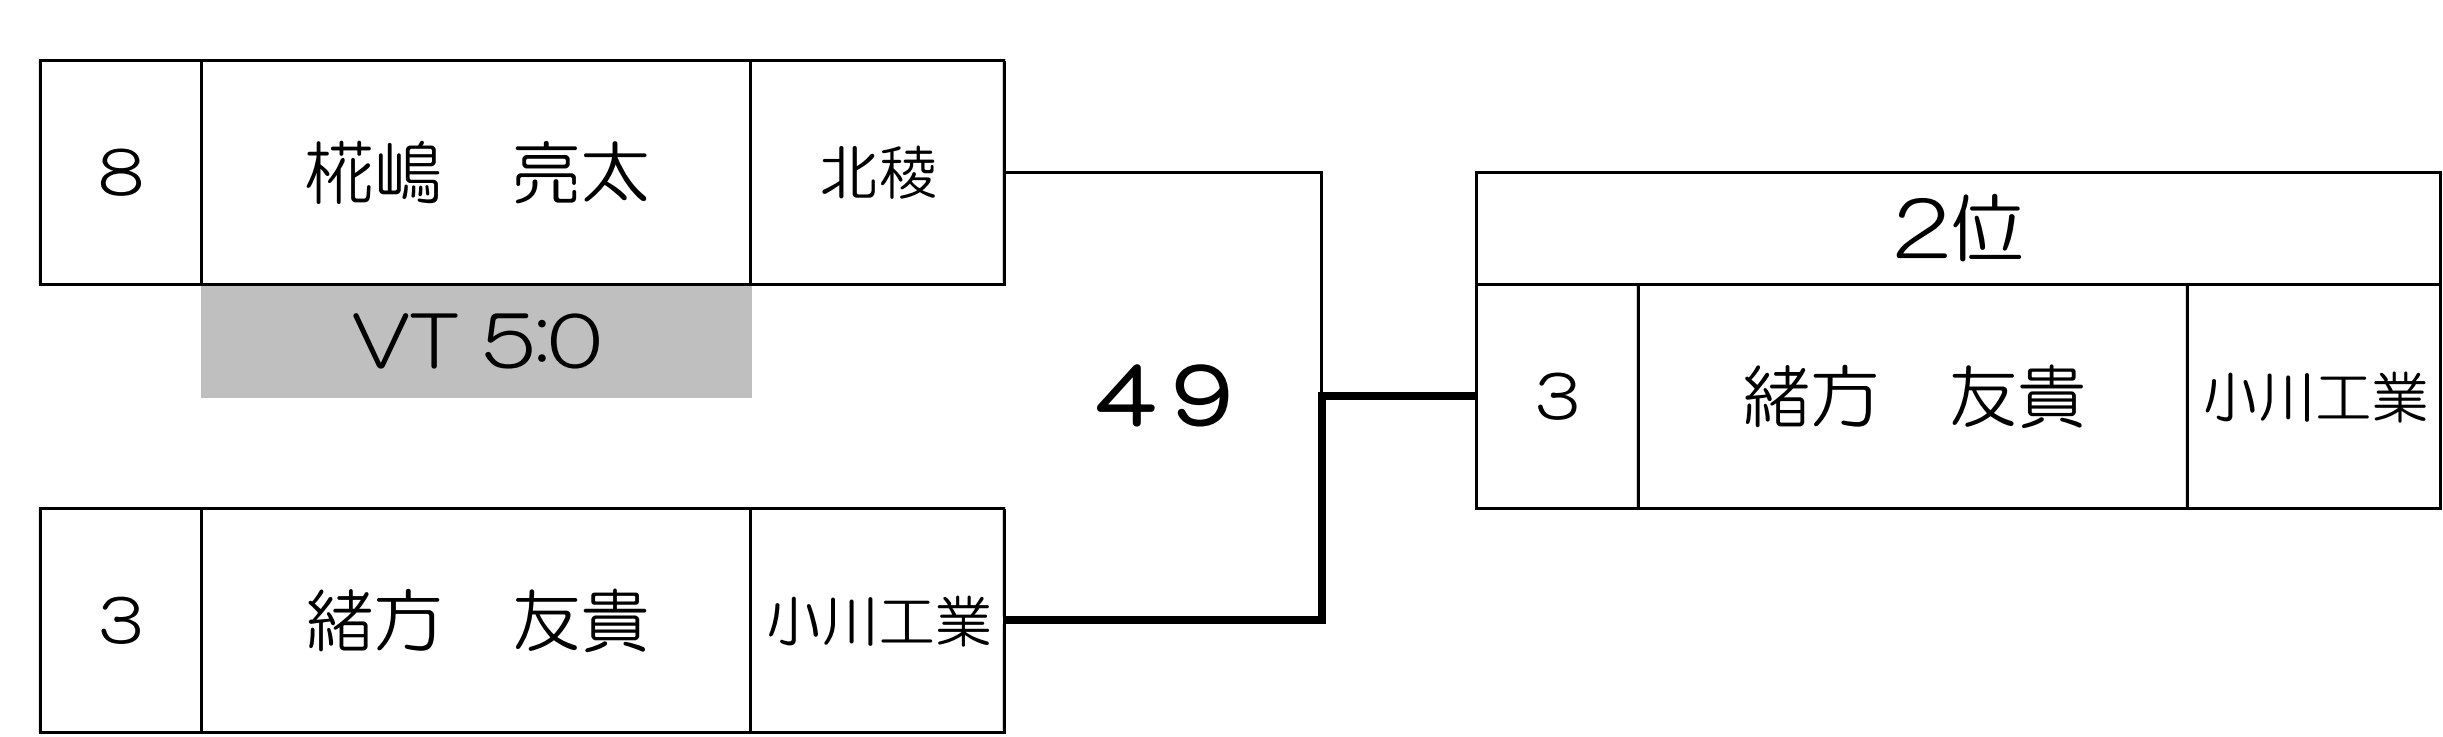 ８ 椛嶋　亮太 北稜
VT 5:0
４９
３ 緒方　友貴 小川工業
２位
３ 緒方　友貴 小川工業